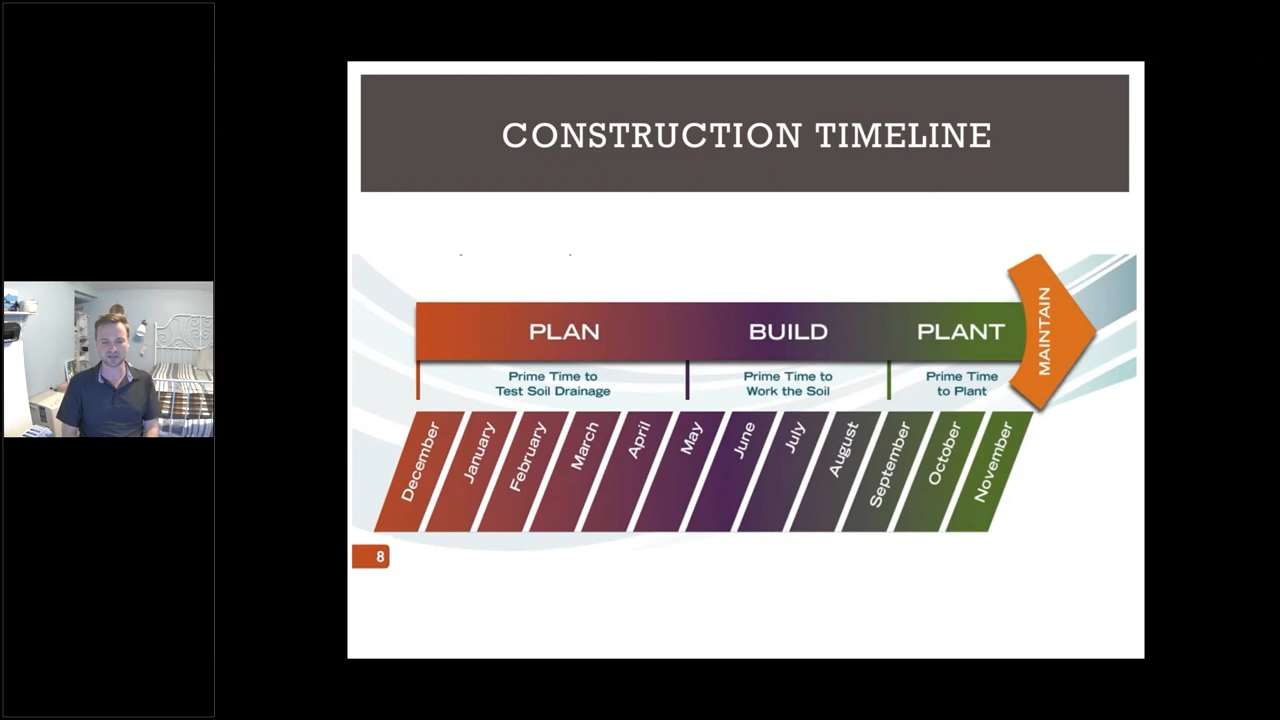 CONSTRUCTION TIMELINE
PLAN
BUILD
PLANT
MAINTAIN
Prime Time to
Test Soil Drainage
Prime Time to
Work the Soil
Prime Time
to Plant
December
January
February
March
April
May
June
July
August
September
October
November
8